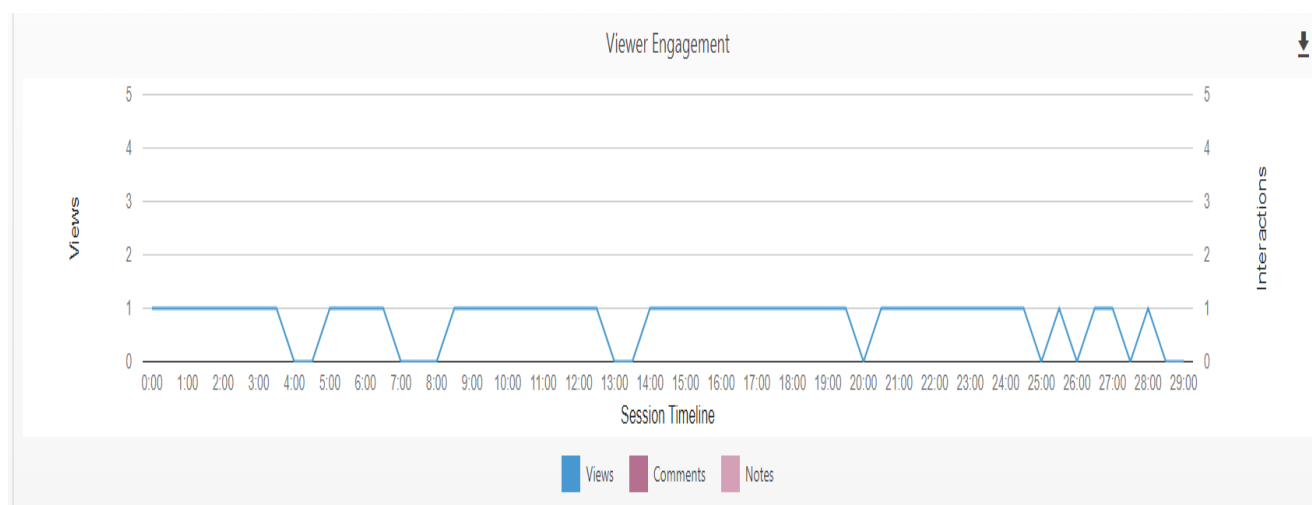 Viewer Engagement
5 5
4 4
3 3
2 2
1 1
0 0
Views
Interactions
0:00 1:00 2:00 3:00 4:00 5:00 6:00 7:00 8:00 9:00 10:00 11:00 12:00 13:00 14:00 15:00 16:00 17:00 18:00 19:00 20:00 21:00 22:00 23:00 24:00 25:00 26:00 27:00 28:00 29:00
Session Timeline
Views Comments Notes